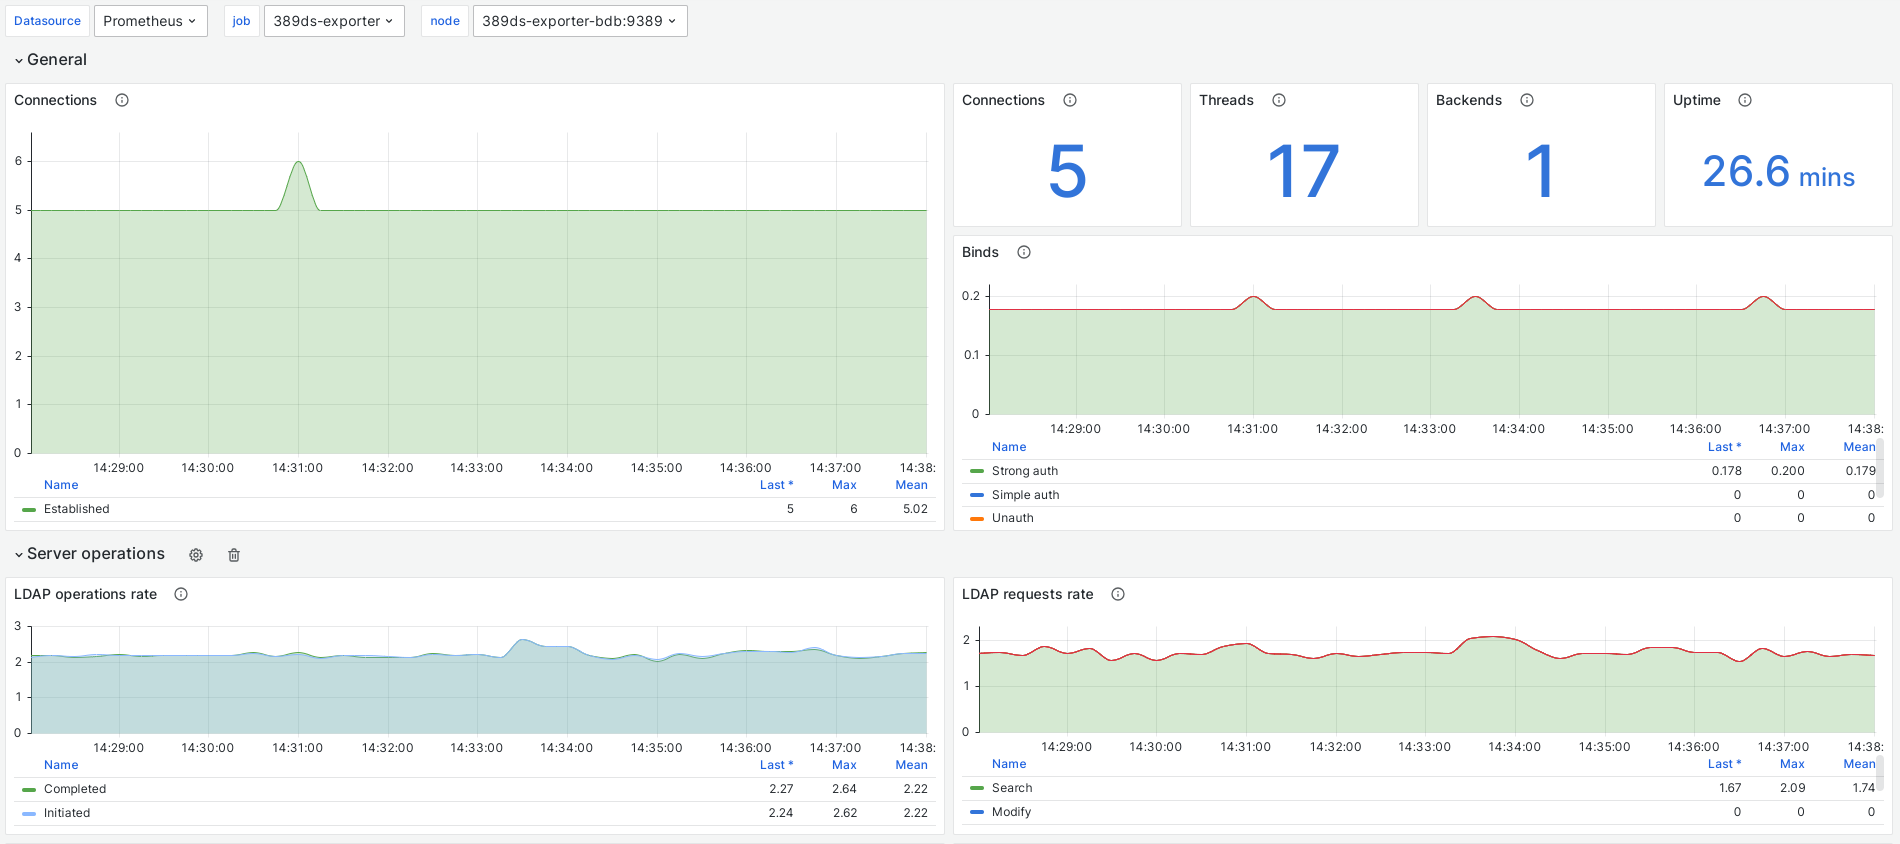 Datasource Prometheus job 389ds-exporter node 389ds-exporter-bdb:9389
General
Connections
6
5
4
3
2
1
0
14:29:00 14:30:00 14:31:00 14:32:00 14:33:00 14:34:00 14:35:00 14:36:00 14:37:00 14:38:
Name Last * Max Mean
Established 5 6 5.02
Connections
5
Threads
17
Backends
1
Uptime
26.6 mins
Binds
0.2
0.1
0
14:29:00 14:30:00 14:31:00 14:32:00 14:33:00 14:34:00 14:35:00 14:36:00 14:37:00 14:38:
Name Last * Max Mean
Strong auth 0.178 0.200 0.179
Simple auth 0 0 0
Unauth 0 0 0
Server operations
LDAP operations rate
3
2
1
0
14:29:00 14:30:00 14:31:00 14:32:00 14:33:00 14:34:00 14:35:00 14:36:00 14:37:00 14:38:
Name Last * Max Mean
Completed 2.27 2.64 2.22
Initiated 2.24 2.62 2.22
LDAP requests rate
2
1
0
14:29:00 14:30:00 14:31:00 14:32:00 14:33:00 14:34:00 14:35:00 14:36:00 14:37:00 14:38:
Name Last * Max Mean
Search 1.67 2.09 1.74
Modify 0 0 0